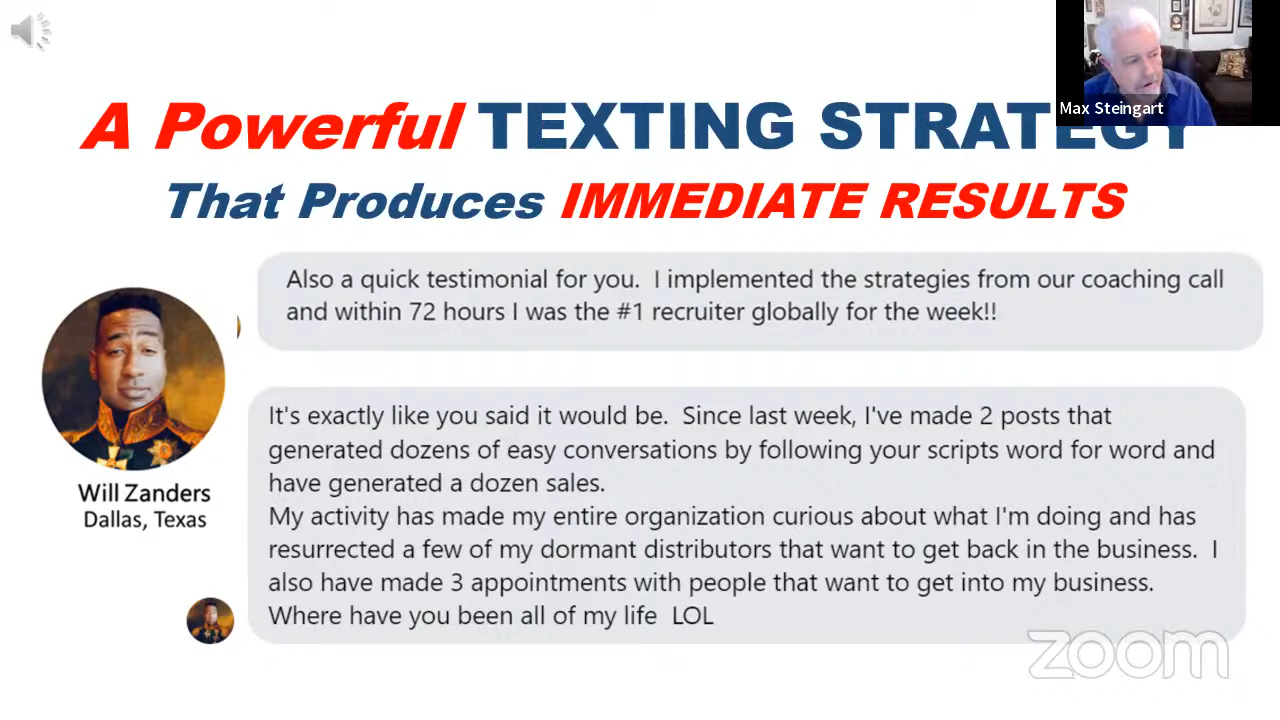 A Powerful TEXTING STRATEGY
Max Steingart
That Produces IMMEDIATE RESULTS
Also a quick testimonial for you.  I implemented the strategies from our coaching call
and within 72 hours I was the #1 recruiter globally for the week!!
It's exactly like you said it would be.  Since last week, I've made 2 posts that
generated dozens of easy conversations by following your scripts word for word and
have generated a dozen sales.
My activity has made my entire organization curious about what I'm doing and has
resurrected a few of my dormant distributors that want to get back in the business.  I
also have made 3 appointments with people that want to get into my business.
Where have you been all of my life  LOL
Will Zanders
Dallas, Texas
zoom